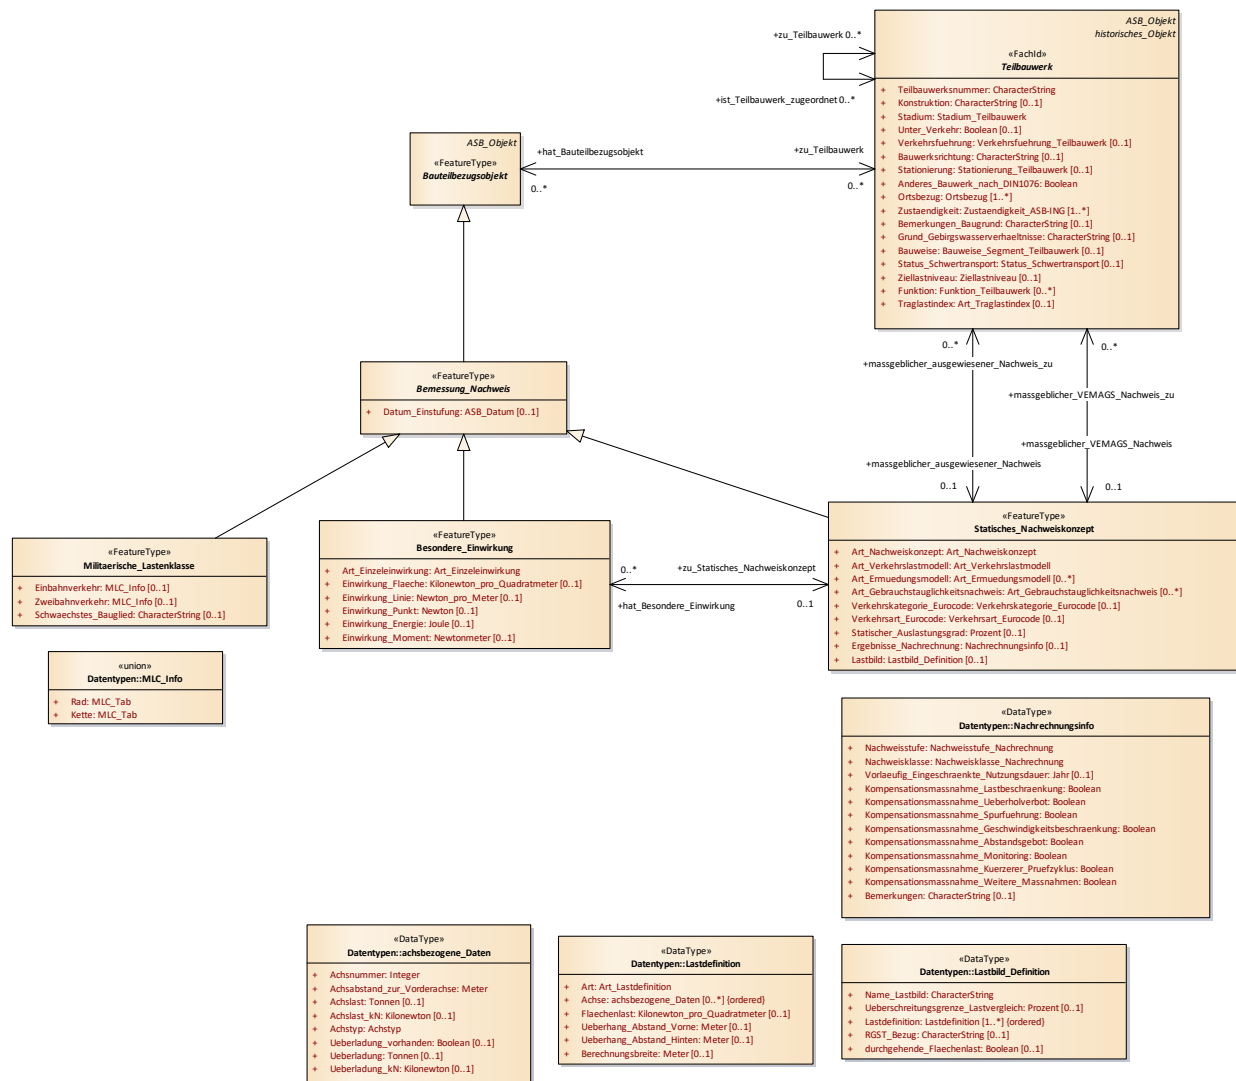 ASB_Objekt
historisches_Objekt
«FachId»
Teilbauwerk
+ Teilbauwerksnummer: CharacterString
+ Konstruktion: CharacterString [0..1]
+ Stadium: Stadium_Teilbauwerk
+ Unter_Verkehr: Boolean [0..1]
+ Verkehrsfuehrung: Verkehrsfuehrung_Teilbauwerk [0..1]
+ Bauwerksrichtung: CharacterString [0..1]
+ Stationierung: Stationierung_Teilbauwerk [0..1]
+ Anderes_Bauwerk_nach_DIN1076: Boolean
+ Ortsbezug: Ortsbezug [1..*]
+ Zustaendigkeit: Zustaendigkeit_ASB-ING [1..*]
+ Bemerkungen_Baugrund: CharacterString [0..1]
+ Grund_Gebirgswasserverhaeltnisse: CharacterString [0..1]
+ Bauweise: Bauweise_Segment_Teilbauwerk [0..1]
+ Status_Schwertransport: Status_Schwertransport [0..1]
+ Ziellastniveau: Ziellastniveau [0..1]
+ Funktion: Funktion_Teilbauwerk [0..*]
+ Traglastindex: Art_Traglastindex [0..1]
+zu_Teilbauwerk 0..*
+ist_Teilbauwerk_zugeordnet 0..*
ASB_Objekt
«FeatureType»
Bauteilbezugsobjekt
+hat_Bauteilbezugsobjekt
0..*
+zu_Teilbauwerk
0..*
0..*
+massgeblicher_ausgewiesener_Nachweis_zu
0..*
+massgeblicher_VEMAGS_Nachweis_zu
+massgeblicher_VEMAGS_Nachweis
+massgeblicher_ausgewiesener_Nachweis
0..1
0..1
«FeatureType»
Bemessung_Nachweis
+ Datum_Einstufung: ASB_Datum [0..1]
«FeatureType»
Militaerische_Lastenklasse
+ Einbahnverkehr: MLC_Info [0..1]
+ Zweibahnverkehr: MLC_Info [0..1]
+ Schwaechstes_Bauglied: CharacterString [0..1]
«FeatureType»
Besondere_Einwirkung
+ Art_Einzeleinwirkung: Art_Einzeleinwirkung
+ Einwirkung_Flaeche: Kilonewton_pro_Quadratmeter [0..1]
+ Einwirkung_Linie: Newton_pro_Meter [0..1]
+ Einwirkung_Punkt: Newton [0..1]
+ Einwirkung_Energie: Joule [0..1]
+ Einwirkung_Moment: Newtonmeter [0..1]
0..*
+zu_Statisches_Nachweiskonzept
+hat_Besondere_Einwirkung
0..1
«FeatureType»
Statisches_Nachweiskonzept
+ Art_Nachweiskonzept: Art_Nachweiskonzept
+ Art_Verkehrslastmodell: Art_Verkehrslastmodell
+ Art_Ermuedungsmodell: Art_Ermuedungsmodell [0..*]
+ Art_Gebrauchstauglichkeitsnachweis: Art_Gebrauchstauglichkeitsnachweis [0..*]
+ Verkehrskategorie_Eurocode: Verkehrskategorie_Eurocode [0..1]
+ Verkehrsart_Eurocode: Verkehrsart_Eurocode [0..1]
+ Statischer_Auslastungsgrad: Prozent [0..1]
+ Ergebnisse_Nachrechnung: Nachrechnungsinfo [0..1]
+ Lastbild: Lastbild_Definition [0..1]
«union»
Datentypen::MLC_Info
+ Rad: MLC_Tab
+ Kette: MLC_Tab
«DataType»
Datentypen::Nachrechnungsinfo
+ Nachweisstufe: Nachweisstufe_Nachrechnung
+ Nachweisklasse: Nachweisklasse_Nachrechnung
+ Vorlaeufig_Eingeschraenkte_Nutzungsdauer: Jahr [0..1]
+ Kompensationsmassnahme_Lastbeschraenkung: Boolean
+ Kompensationsmassnahme_Ueberholverbot: Boolean
+ Kompensationsmassnahme_Spurfuehrung: Boolean
+ Kompensationsmassnahme_Geschwindigkeitsbeschraenkung: Boolean
+ Kompensationsmassnahme_Abstandsgebot: Boolean
+ Kompensationsmassnahme_Monitoring: Boolean
+ Kompensationsmassnahme_Kuerzerer_Pruefzyklus: Boolean
+ Kompensationsmassnahme_Weitere_Massnahmen: Boolean
+ Bemerkungen: CharacterString [0..1]
«DataType»
Datentypen::achsbezogene_Daten
+ Achsnummer: Integer
+ Achsabstand_zur_Vorderachse: Meter
+ Achslast: Tonnen [0..1]
+ Achslast_kN: Kilonewton [0..1]
+ Achstyp: Achstyp
+ Ueberladung_vorhanden: Boolean [0..1]
+ Ueberladung: Tonnen [0..1]
+ Ueberladung_kN: Kilonewton [0..1]
«DataType»
Datentypen::Lastdefinition
+ Art: Art_Lastdefinition
+ Achse: achsbezogene_Daten [0..*] {ordered}
+ Flaechenlast: Kilonewton_pro_Quadratmeter [0..1]
+ Ueberhang_Abstand_Vorne: Meter [0..1]
+ Ueberhang_Abstand_Hinten: Meter [0..1]
+ Berechnungsbreite: Meter [0..1]
«DataType»
Datentypen::Lastbild_Definition
+ Name_Lastbild: CharacterString
+ Ueberschreitungsgrenze_Lastvergleich: Prozent [0..1]
+ Lastdefinition: Lastdefinition [1..*] {ordered}
+ RGST_Bezug: CharacterString [0..1]
+ durchgehende_Flaechenlast: Boolean [0..1]